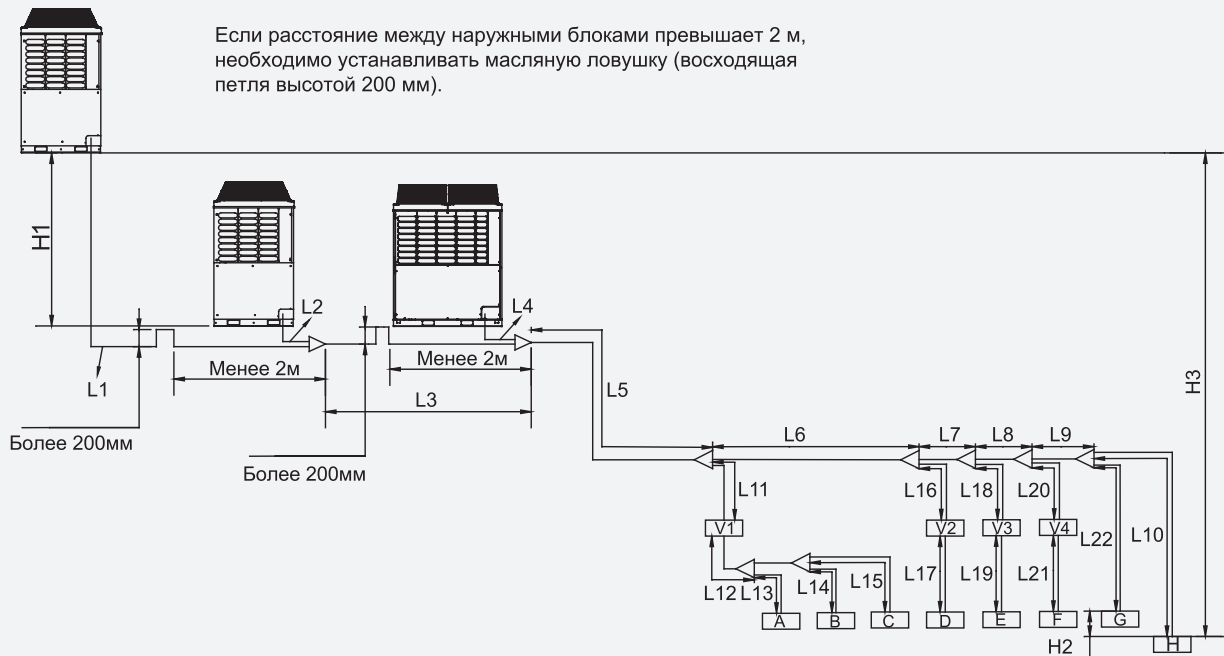 Если расстояние между наружными блоками превышает 2 м,
необходимо устанавливать масляную ловушку (восходящая
петля высотой 200 мм).
H1
L2
L4
Менее 2м
Менее 2м
L1
L3
L5
H3
Более 200мм
Более 200мм
L6
L7
L8
L9
L11
L16
L18
L20
V1
V2
V3
V4
L22
L10
L12
L13
L14
L15
L17
L19
L21
A
B
C
D
E
F
G
H2
H